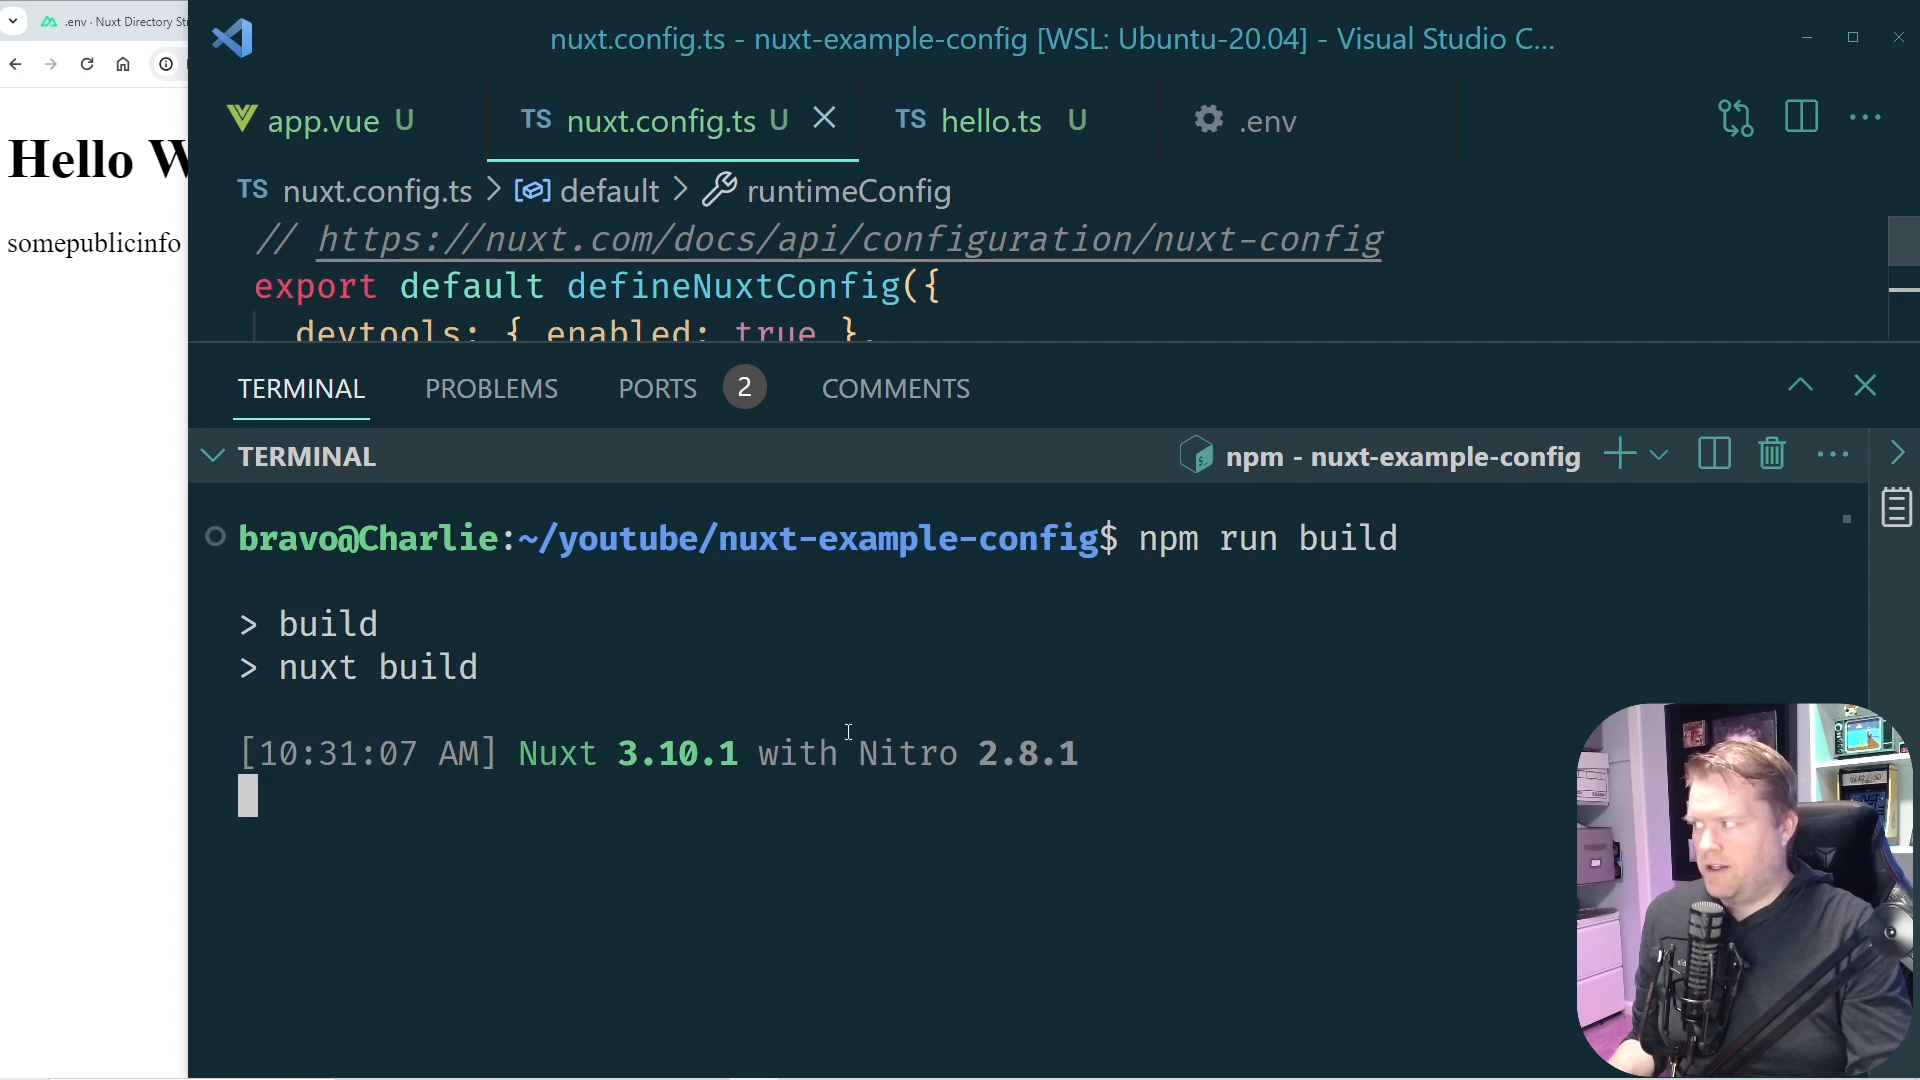 .env · Nuxt Directory Str
Hello W
somepublicinfo
nuxt.config.ts - nuxt-example-config [WSL: Ubuntu-20.04] - Visual Studio C...
app.vue U
TS nuxt.config.ts U
TS hello.ts U
.env
TS nuxt.config.ts > default > runtimeConfig
// https://nuxt.com/docs/api/configuration/nuxt-config
export default defineNuxtConfig({
devtools: { enabled: true },
TERMINAL PROBLEMS PORTS 2 COMMENTS
TERMINAL
npm - nuxt-example-config
bravo@Charlie:~/youtube/nuxt-example-config$ npm run build
> build
> nuxt build
[10:31:07 AM] Nuxt 3.10.1 with Nitro 2.8.1